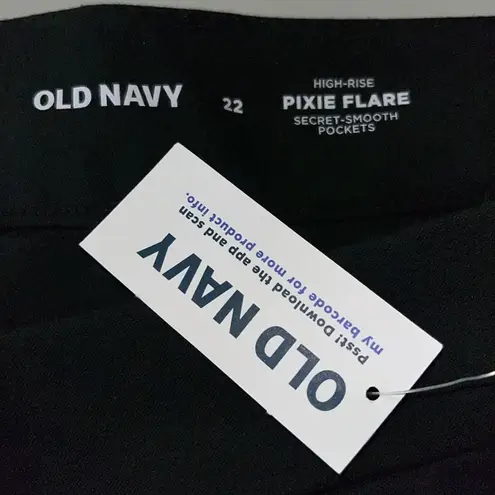 OLD NAVY
22
HIGH-RISE
PIXIE FLARE
SECRET-SMOOTH
POCKETS
OLD NAVY
Psst! Download the app and scan
my barcode for more product info.